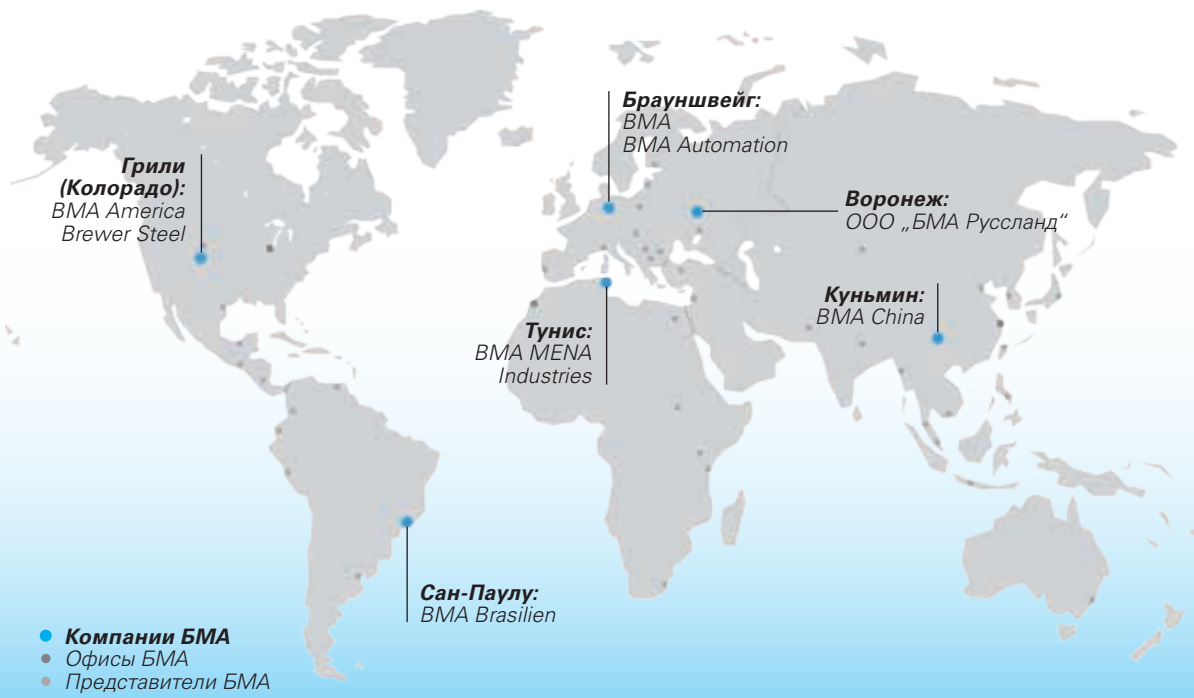 Брауншвейг:
BMA
BMA Automation
Грили
(Колорадо):
BMA America
Brewer Steel
Воронеж:
ООО „БМА Руссланд“
Куньмин:
BMA China
Тунис:
BMA MENA
Industries
Сан-Паулу:
BMA Brasilien
Компании БМА
Офисы БМА
Представители БМА